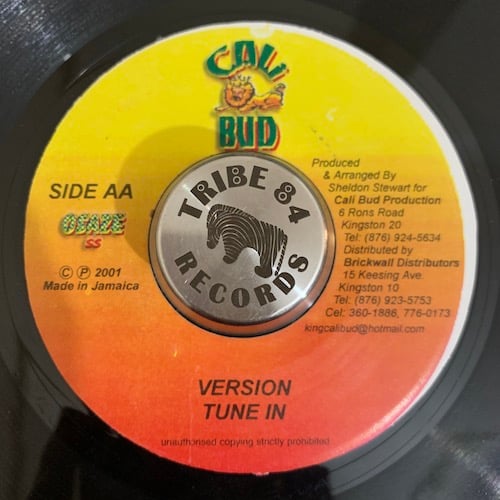 CALI
BUD
Produced
& Arranged By
Sheldon Stewart for
Cali Bud Production
6 Rons Road
Kingston 20
Tel: (876) 924-5634
Distributed by
Brickwall Distributors
15 Keesing Ave.
Kingston 10
Tel: (876) 923-5753
Cel: 360-1886, 776-0173
kingcalibud@hotmail.com
SIDE AA
OSAZE
SS
© ℗ 2001
Made in Jamaica
TRIBE 84
RECORDS
VERSION
TUNE IN
unauthorised copying strictly prohibited